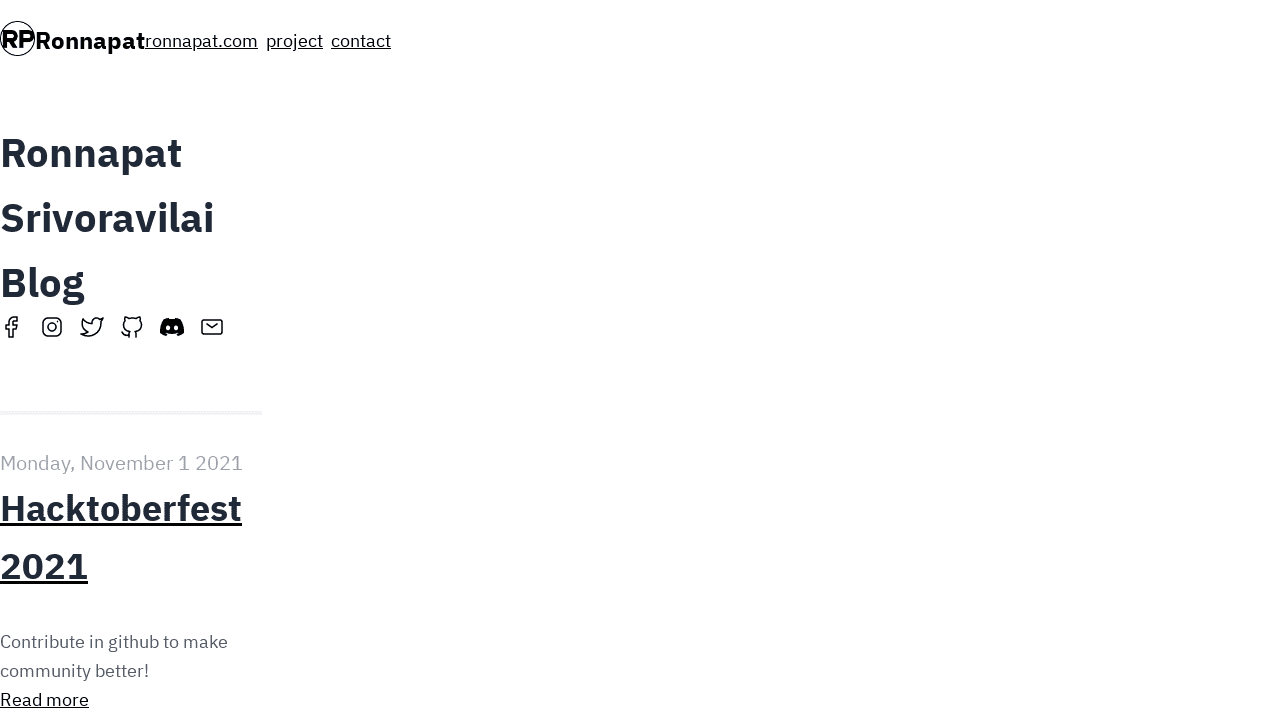 RP Ronnapat ronnapat.com project contact
Ronnapat
Srivoravilai
Blog
Monday, November 1 2021
Hacktoberfest
2021
Contribute in github to make
community better!
Read more